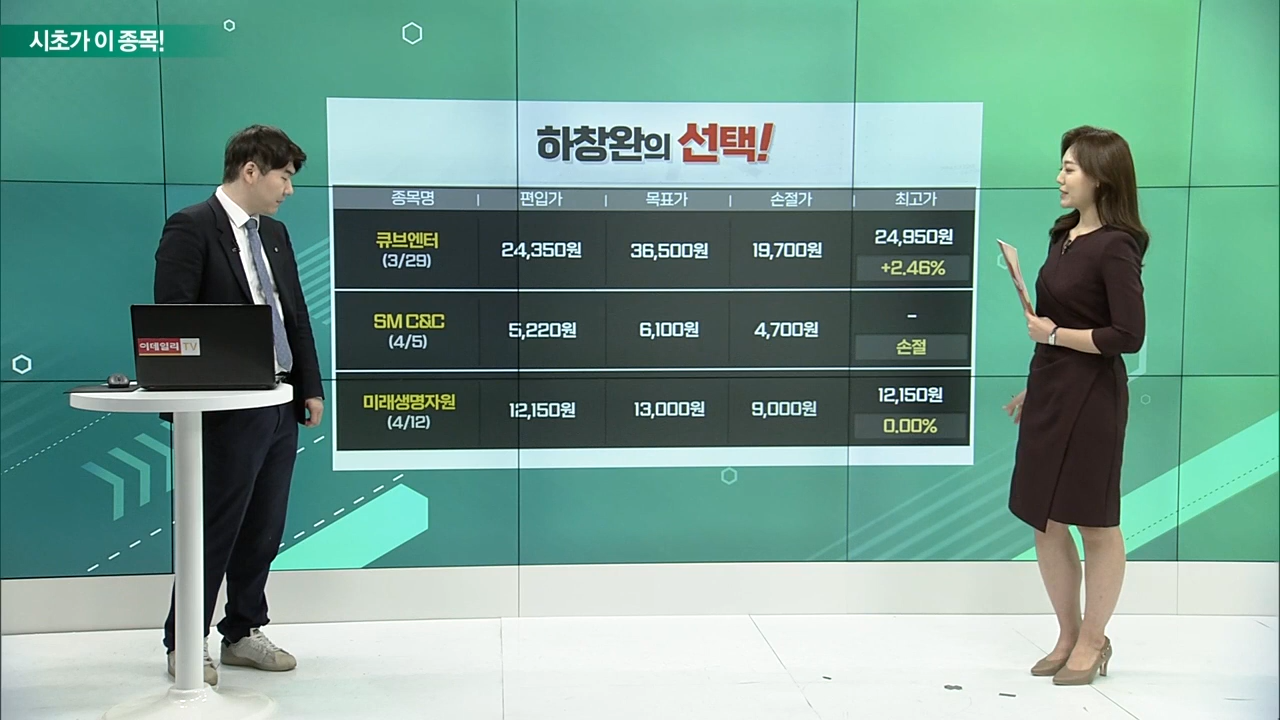 시초가 이 종목!
하창완의 선택!
종목명 | 편입가 | 목표가 | 손절가 | 최고가
큐브엔터 24,350원 36,500원 19,700원 24,950원
(3/29) +2.46%
SM C&C 5,220원 6,100원 4,700원 -
(4/5) 손절
미래생명자원 12,150원 13,000원 9,000원 12,150원
(4/12) 0.00%
이데일리 TV